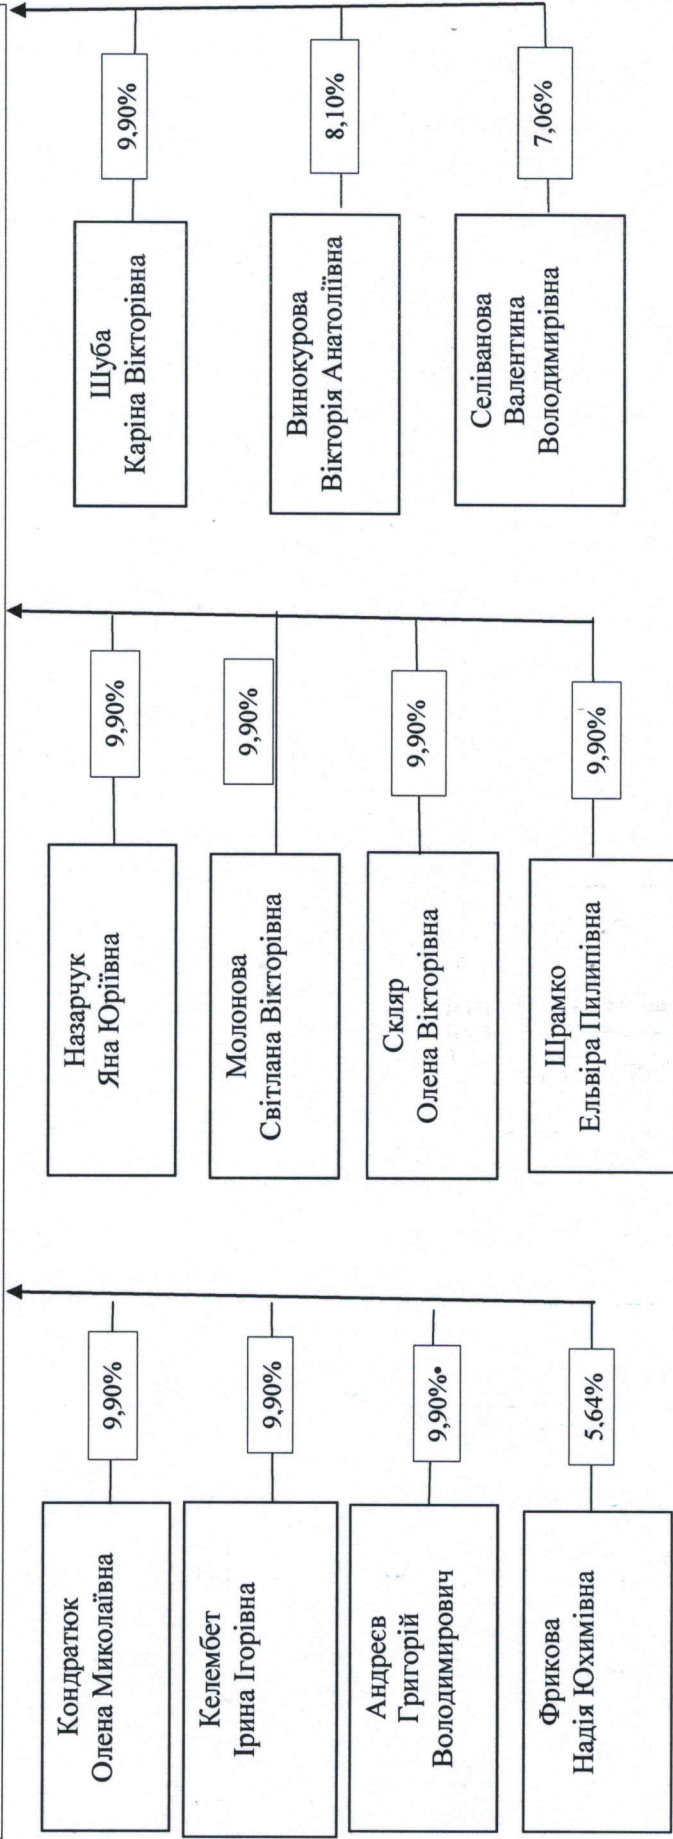 Кондратюк
Олена Миколаївна
9,90%
Келембет
Ірина Ігорівна
9,90%
Андреєв
Григорій
Володимирович
9,90%•
Фрикова
Надія Юхимівна
5,64%
Назарчук
Яна Юріївна
9,90%
Молонова
Світлана Вікторівна
9,90%
Скляр
Олена Вікторівна
9,90%
Шрамко
Ельвіра Пилипівна
9,90%
Шуба
Каріна Вікторівна
9,90%
Винокурова
Вікторія Анатоліївна
8,10%
Селіванова
Валентина
Володимирівна
7,06%